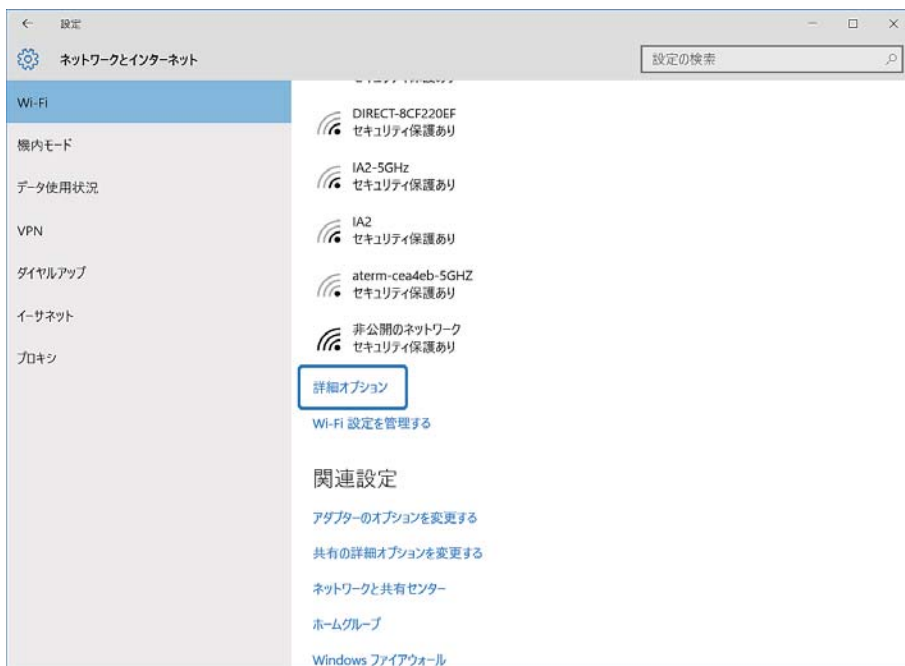 設定
ネットワークとインターネット
設定の検索
Wi-Fi
機内モード
データ使用状況
VPN
ダイヤルアップ
イーサネット
プロキシ
DIRECT-8CF220EF
セキュリティ保護あり
IA2-5GHz
セキュリティ保護あり
IA2
セキュリティ保護あり
aterm-cea4eb-5GHZ
セキュリティ保護あり
非公開のネットワーク
セキュリティ保護あり
詳細オプション
Wi-Fi 設定を管理する
関連設定
アダプターのオプションを変更する
共有の詳細オプションを変更する
ネットワークと共有センター
ホームグループ
Windows ファイアウォール